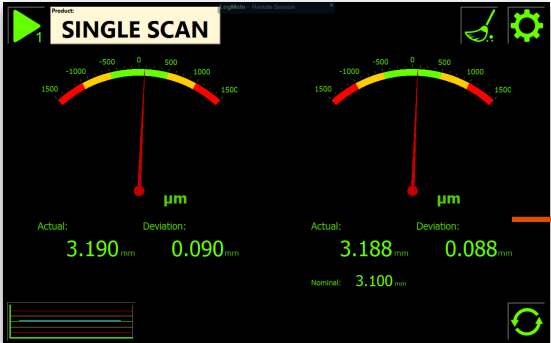 Product:
SINGLE SCAN
LogMeIn - Remote Session
1
-500 0 500
-1000 1000
1500 1500
µm
-500 0 500
-1000 1000
1500 1500
µm
Actual: Deviation:
3.190 mm 0.090 mm
Actual: Deviation:
3.188 mm 0.088 mm
Nominal: 3.100 mm